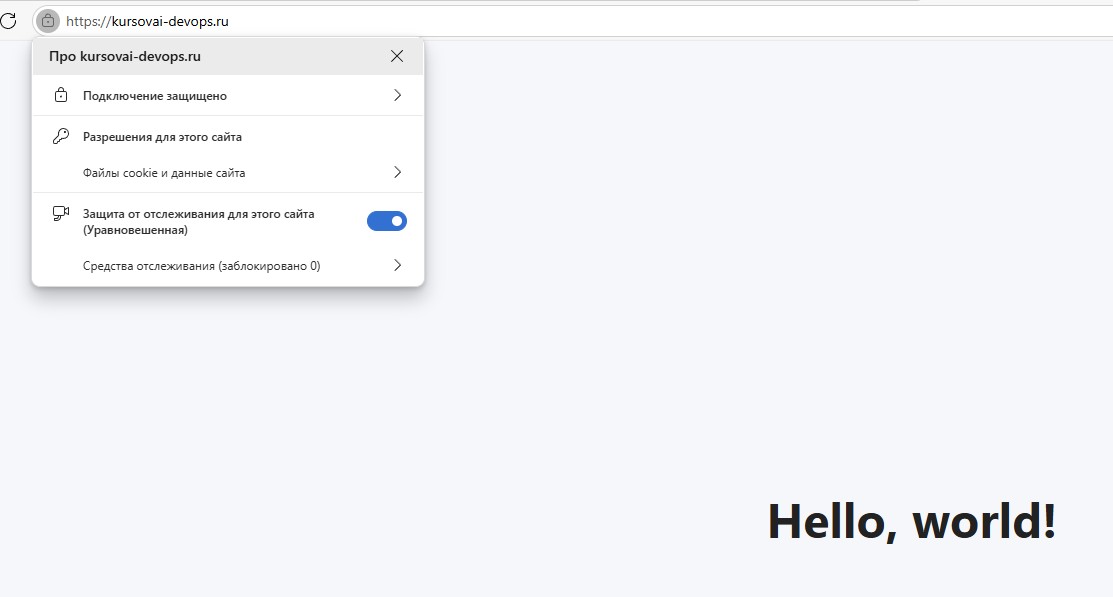 https://kursovai-devops.ru
Про kursovai-devops.ru
Подключение защищено
Разрешения для этого сайта
Файлы cookie и данные сайта
Защита от отслеживания для этого сайта
(Уравновешенная)
Средства отслеживания (заблокировано 0)
Hello, world!